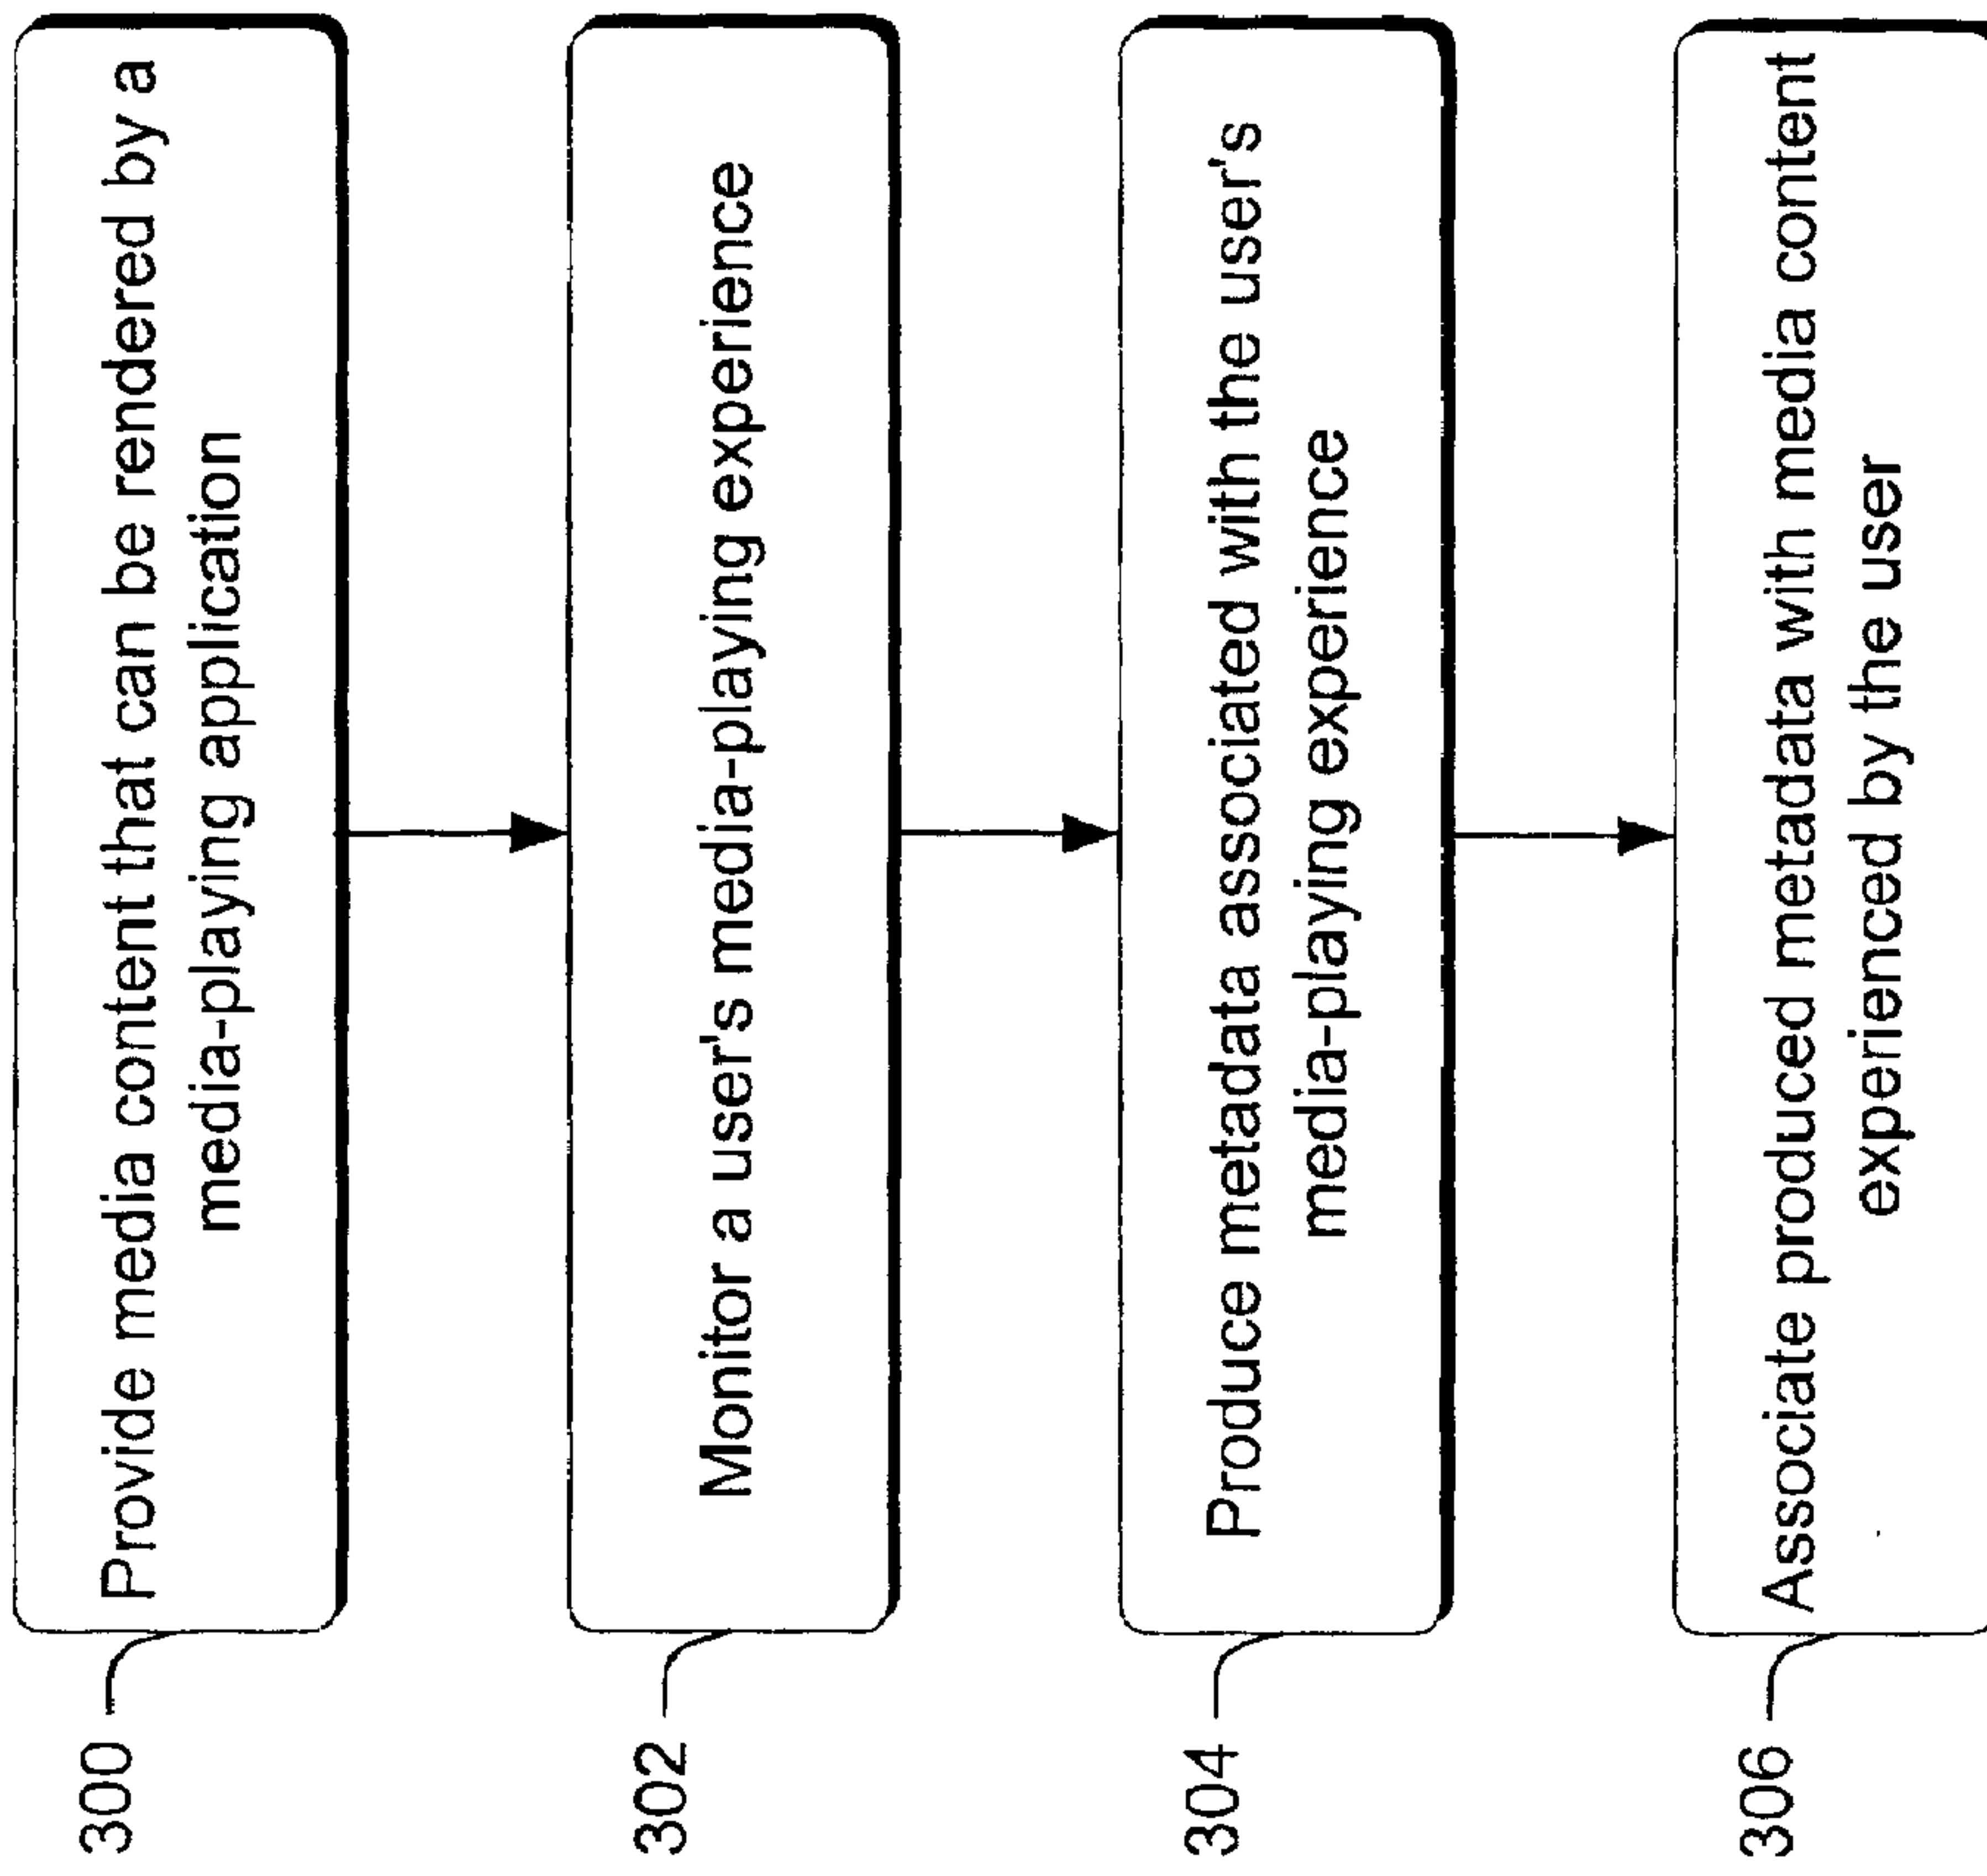 300
Provide media content that can be rendered by a
media-playing application
302
Monitor a user's media-playing experience
304
Produce metadata associated with the user's
media-playing experience
306
Associate produced metadata with media content
experienced by the user